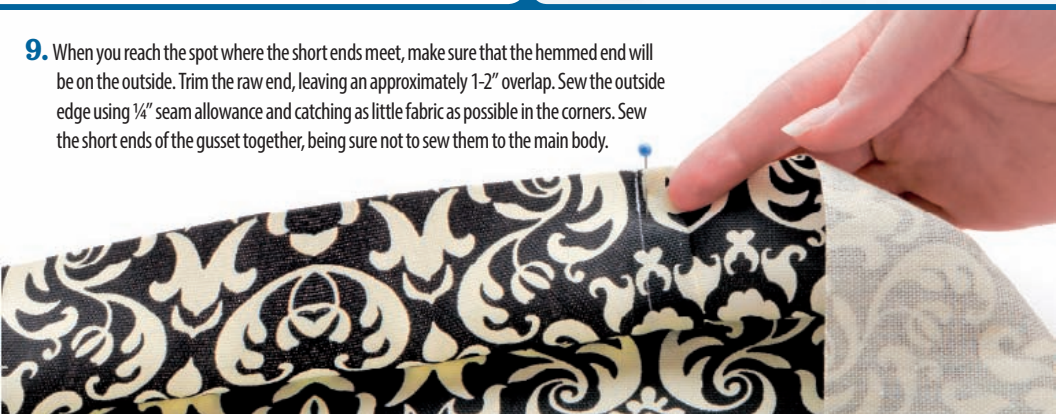 9. When you reach the spot where the short ends meet, make sure that the hemmed end will
be on the outside. Trim the raw end, leaving an approximately 1-2” overlap. Sew the outside
edge using ¼” seam allowance and catching as little fabric as possible in the corners. Sew
the short ends of the gusset together, being sure not to sew them to the main body.